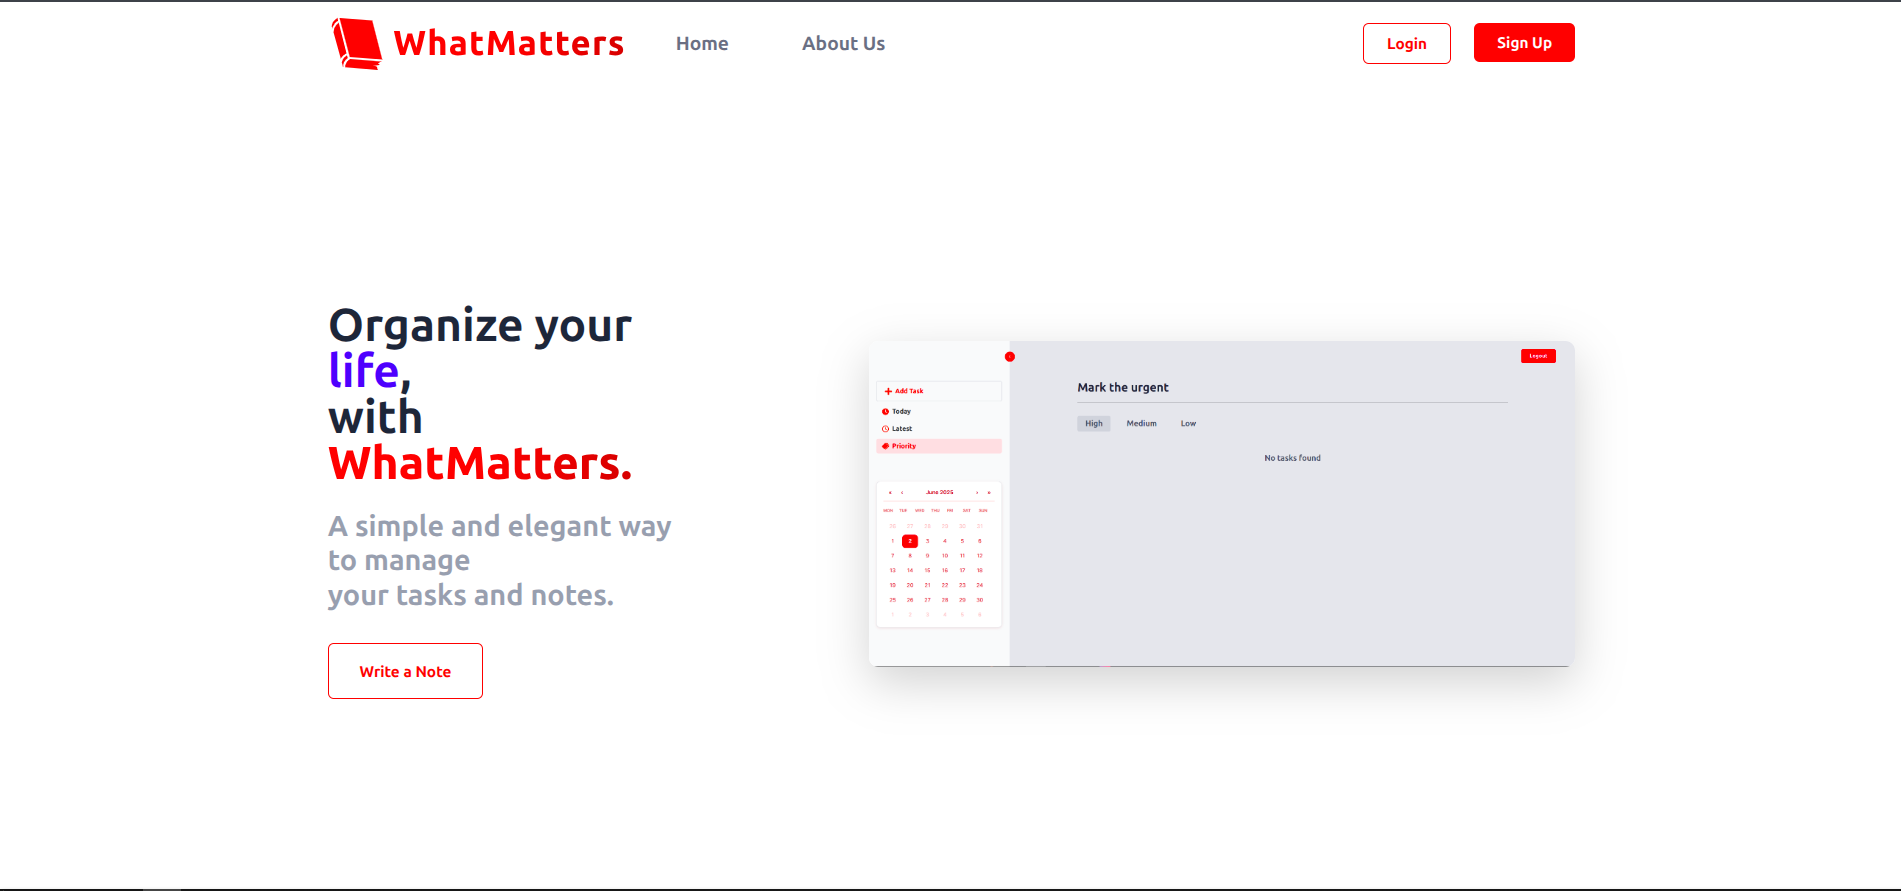 WhatMatters
Home
About Us
Login
Sign Up
Organize your
life,
with
WhatMatters.
A simple and elegant way
to manage
your tasks and notes.
Write a Note
Logout
Add Task
Today
Latest
Priority
« ‹ June 2025 › »
MON TUE WED THU FRI SAT SUN
26 27 28 29 30 31
1 2 3 4 5 6
7 8 9 10 11 12
13 14 15 16 17 18
19 20 21 22 23 24
25 26 27 28 29 30
1 2 3 4 5 6
Mark the urgent
High Medium Low
No tasks found